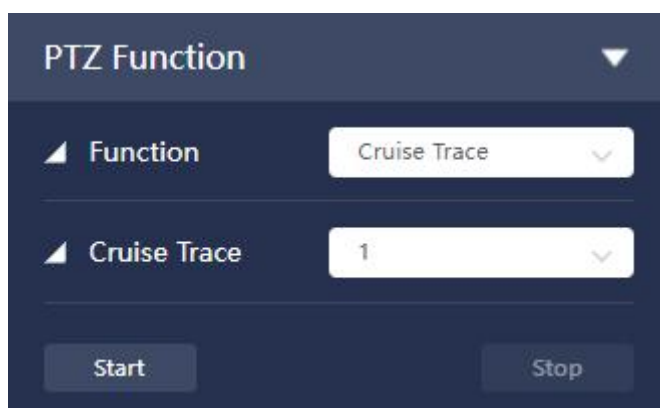 PTZ Function
Function Cruise Trace
Cruise Trace 1
Start Stop